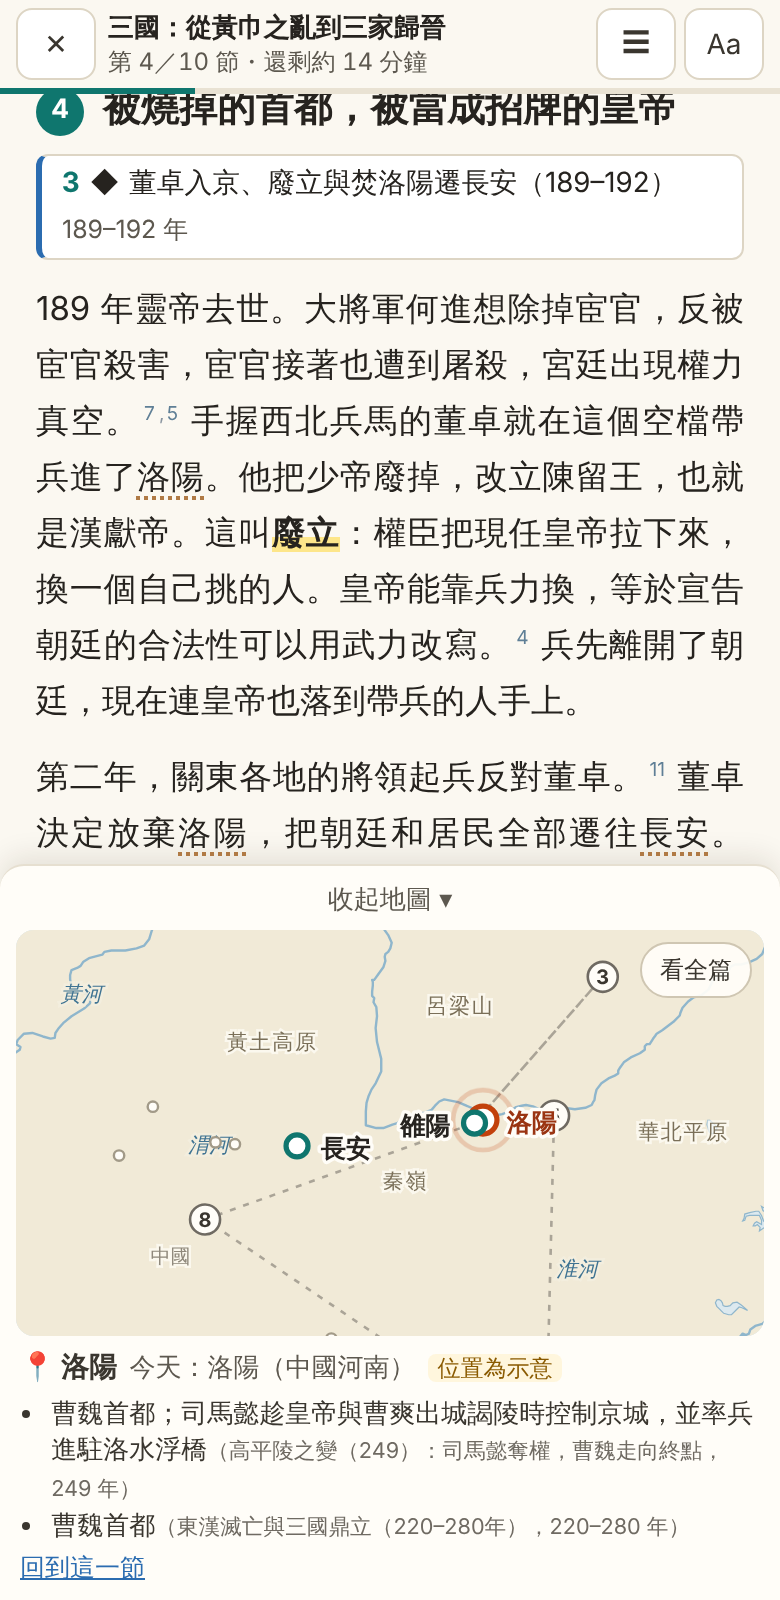 ✕
三國：從黃巾之亂到三家歸晉
第 4／10 節・還剩約 14 分鐘
☰
Aa
4 被燒掉的首都，被當成招牌的皇帝
3 ◆ 董卓入京、廢立與焚洛陽遷長安（189–192）
189–192 年
189 年靈帝去世。大將軍何進想除掉宦官，反被
宦官殺害，宦官接著也遭到屠殺，宮廷出現權力
真空。7,5 手握西北兵馬的董卓就在這個空檔帶
兵進了洛陽。他把少帝廢掉，改立陳留王，也就
是漢獻帝。這叫廢立：權臣把現任皇帝拉下來，
換一個自己挑的人。皇帝能靠兵力換，等於宣告
朝廷的合法性可以用武力改寫。4 兵先離開了朝
廷，現在連皇帝也落到帶兵的人手上。
第二年，關東各地的將領起兵反對董卓。11 董卓
決定放棄洛陽，把朝廷和居民全部遷往長安。
收起地圖 ▾
看全篇
3
黃河
呂梁山
黃土高原
雒陽
洛陽
華北平原
渭河
長安
秦嶺
8
中國
淮河
📍 洛陽 今天：洛陽（中國河南） 位置為示意
• 曹魏首都；司馬懿趁皇帝與曹爽出城謁陵時控制京城，並率兵
進駐洛水浮橋（高平陵之變（249）：司馬懿奪權，曹魏走向終點，
249 年）
• 曹魏首都（東漢滅亡與三國鼎立（220–280年），220–280 年）
回到這一節